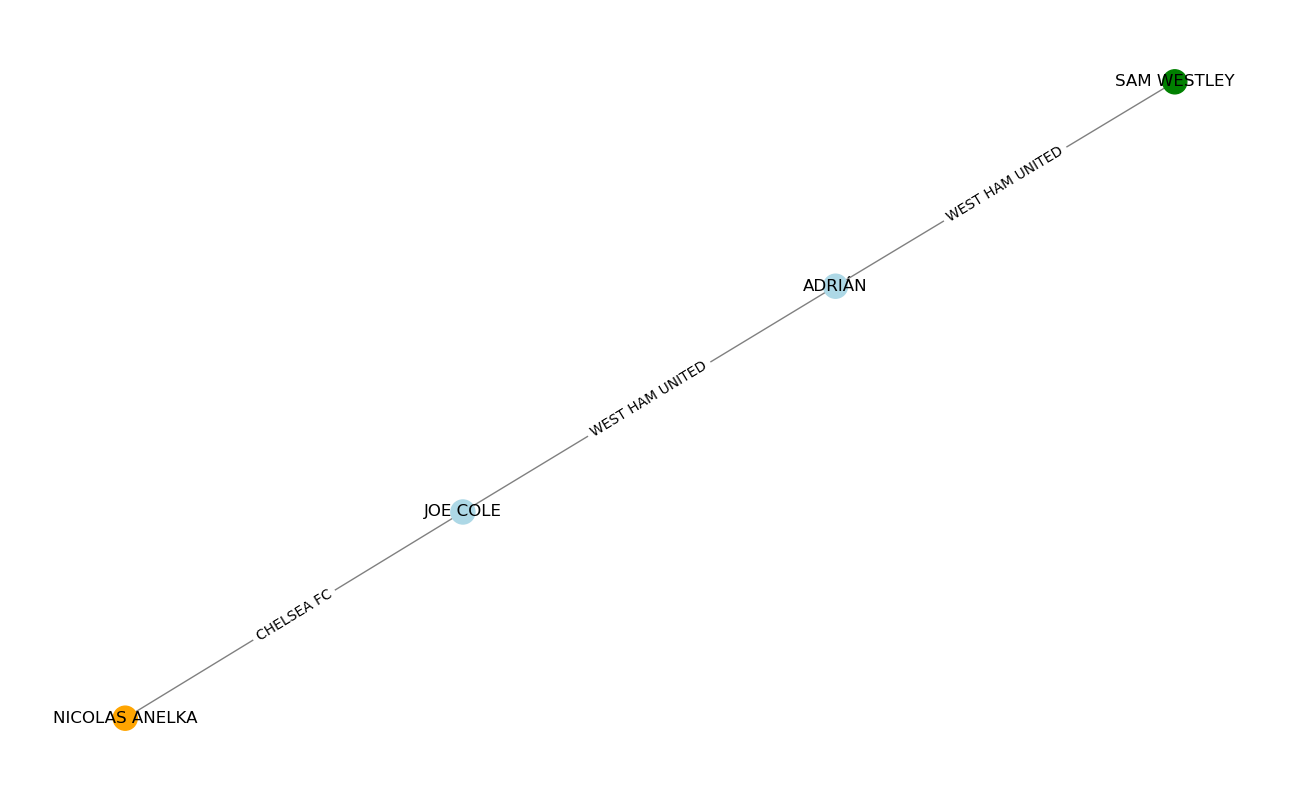 SAM WESTLEY
WEST HAM UNITED
ADRIÁN
WEST HAM UNITED
JOE COLE
CHELSEA FC
NICOLAS ANELKA